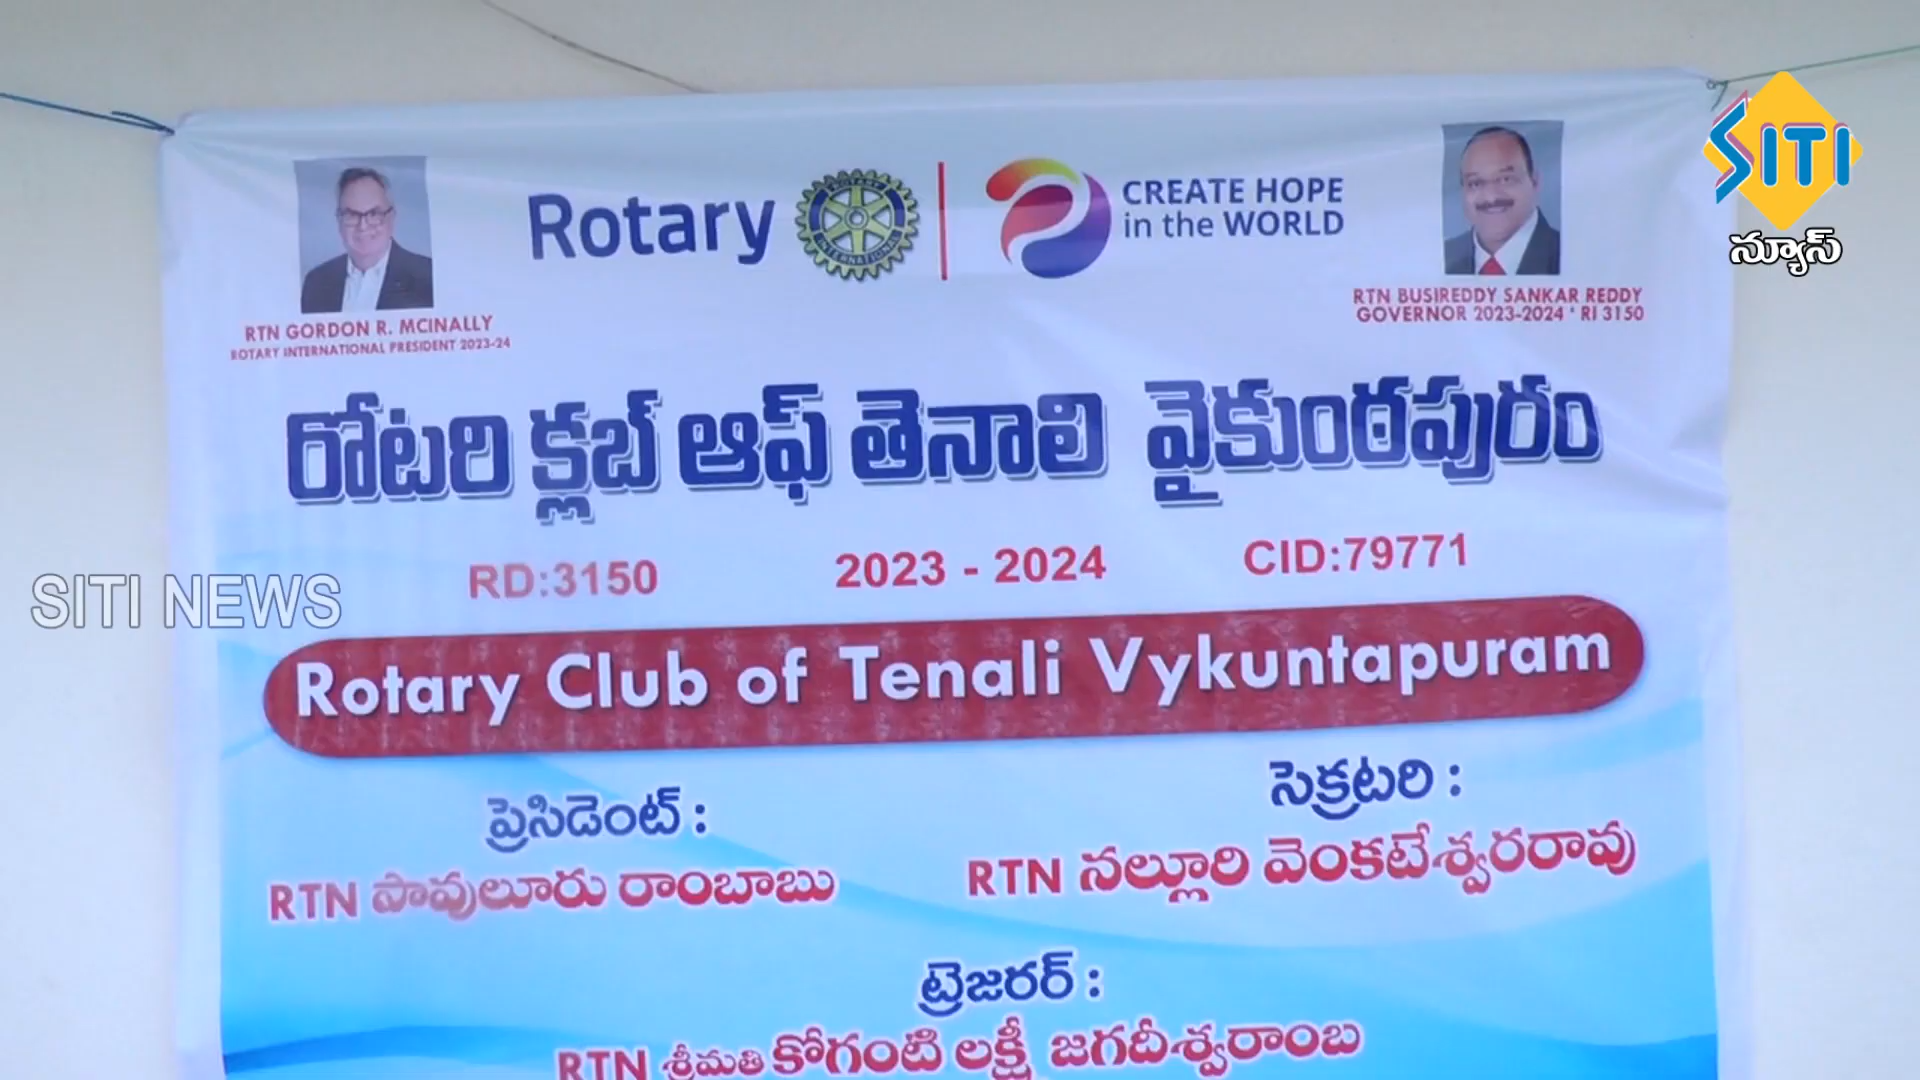 SITI
న్యూస్
Rotary
ROTARY
INTERNATIONAL
CREATE HOPE
in the WORLD
RTN GORDON R. MCINALLY
ROTARY INTERNATIONAL PRESIDENT 2023-24
RTN BUSIREDDY SANKAR REDDY
GOVERNOR 2023-2024 * RI 3150
రోటరి క్లబ్ ఆఫ్ తెనాలి వైకుంఠపురం
RD:3150 2023 - 2024 CID:79771
SITI NEWS
Rotary Club of Tenali Vykuntapuram
ప్రెసిడెంట్ :
RTN పావులూరు రాంబాబు
సెక్రటరి :
RTN నల్లూరి వెంకటేశ్వరరావు
ట్రెజరర్ :
RTN శ్రీమతి కోగంటి లక్ష్మీ జగదీశ్వరాంబ